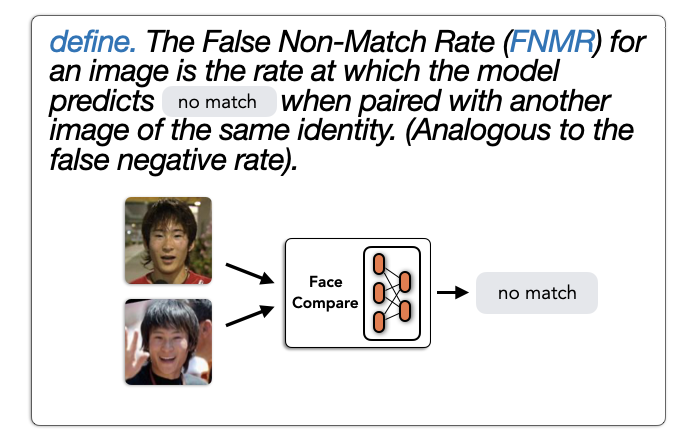 define. The False Non-Match Rate (FNMR) for
an image is the rate at which the model
predicts no match when paired with another
image of the same identity. (Analogous to the
false negative rate).
Face
Compare
no match